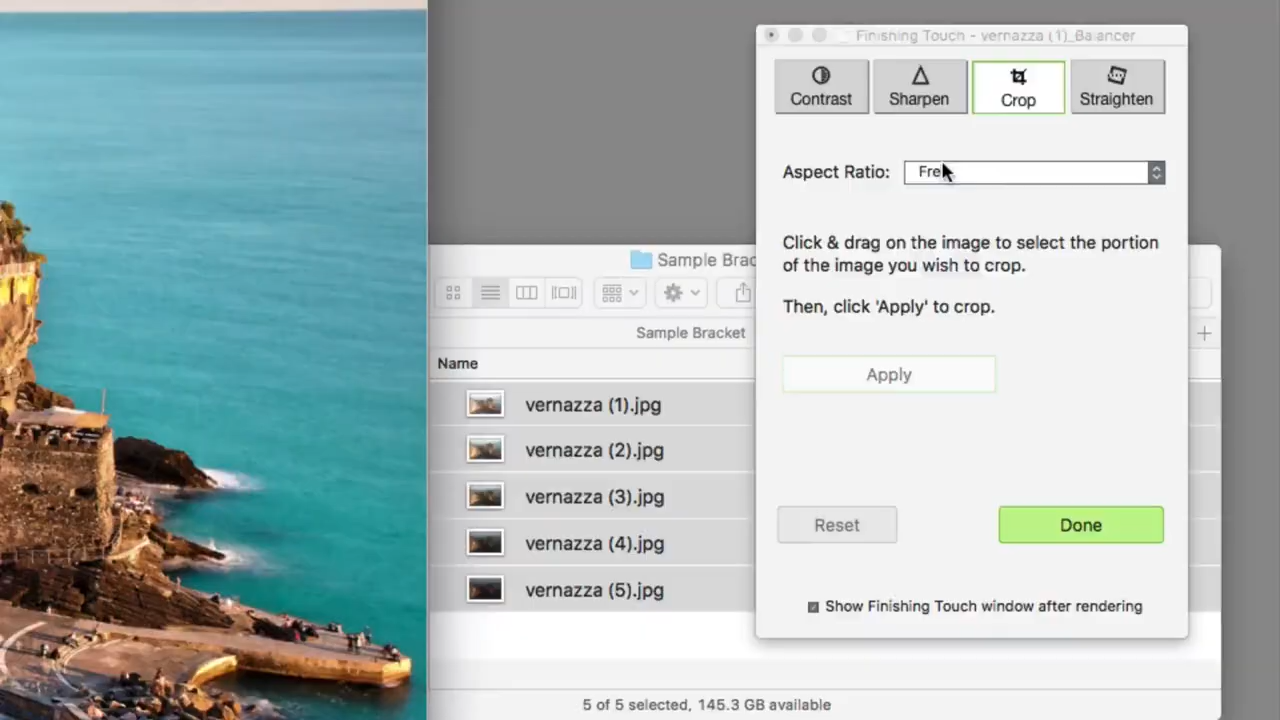 Finishing Touch - vernazza (1)_Balancer
Contrast
Sharpen
Crop
Straighten
Aspect Ratio:
Click & drag on the image to select the portion
of the image you wish to crop.
Then, click 'Apply' to crop.
Apply
Reset
Done
Show Finishing Touch window after rendering
Sample Bracket
Name
vernazza (1).jpg
vernazza (2).jpg
vernazza (3).jpg
vernazza (4).jpg
vernazza (5).jpg
5 of 5 selected, 145.3 GB available